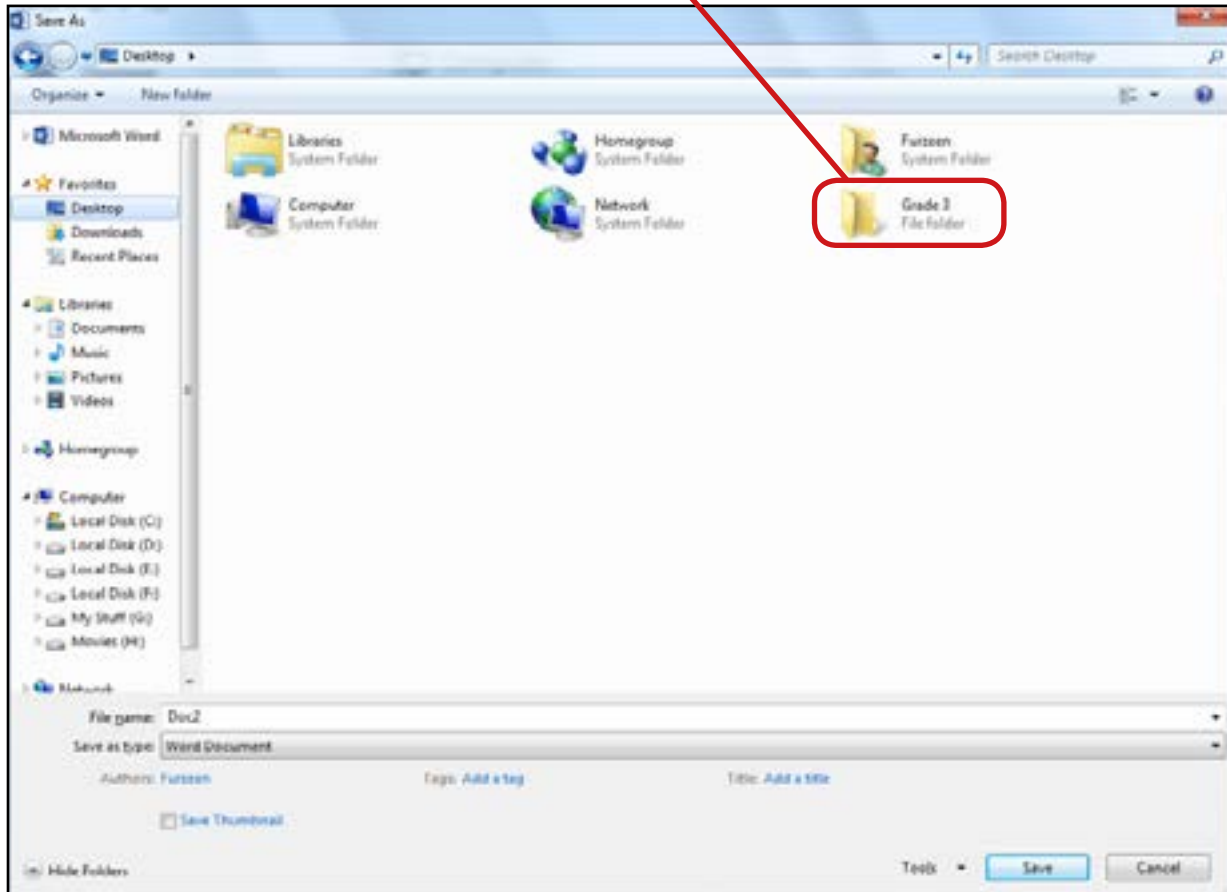 Save As
Desktop
Search Desktop
Organize
New folder
Microsoft Word
Favorites
Desktop
Downloads
Recent Places
Libraries
Documents
Music
Pictures
Videos
Homegroup
Computer
Local Disk (C:)
Local Disk (D:)
Local Disk (E:)
Local Disk (F:)
My Stuff (G:)
Movies (H:)
Network
Libraries
System Folder
Homegroup
System Folder
Furzeen
System Folder
Computer
System Folder
Network
System Folder
Grade 3
File folder
File name: Doc2
Save as type: Word Document
Authors: Furzeen
Tags: Add a tag
Title: Add a title
Save Thumbnail
Hide Folders
Tools
Save
Cancel